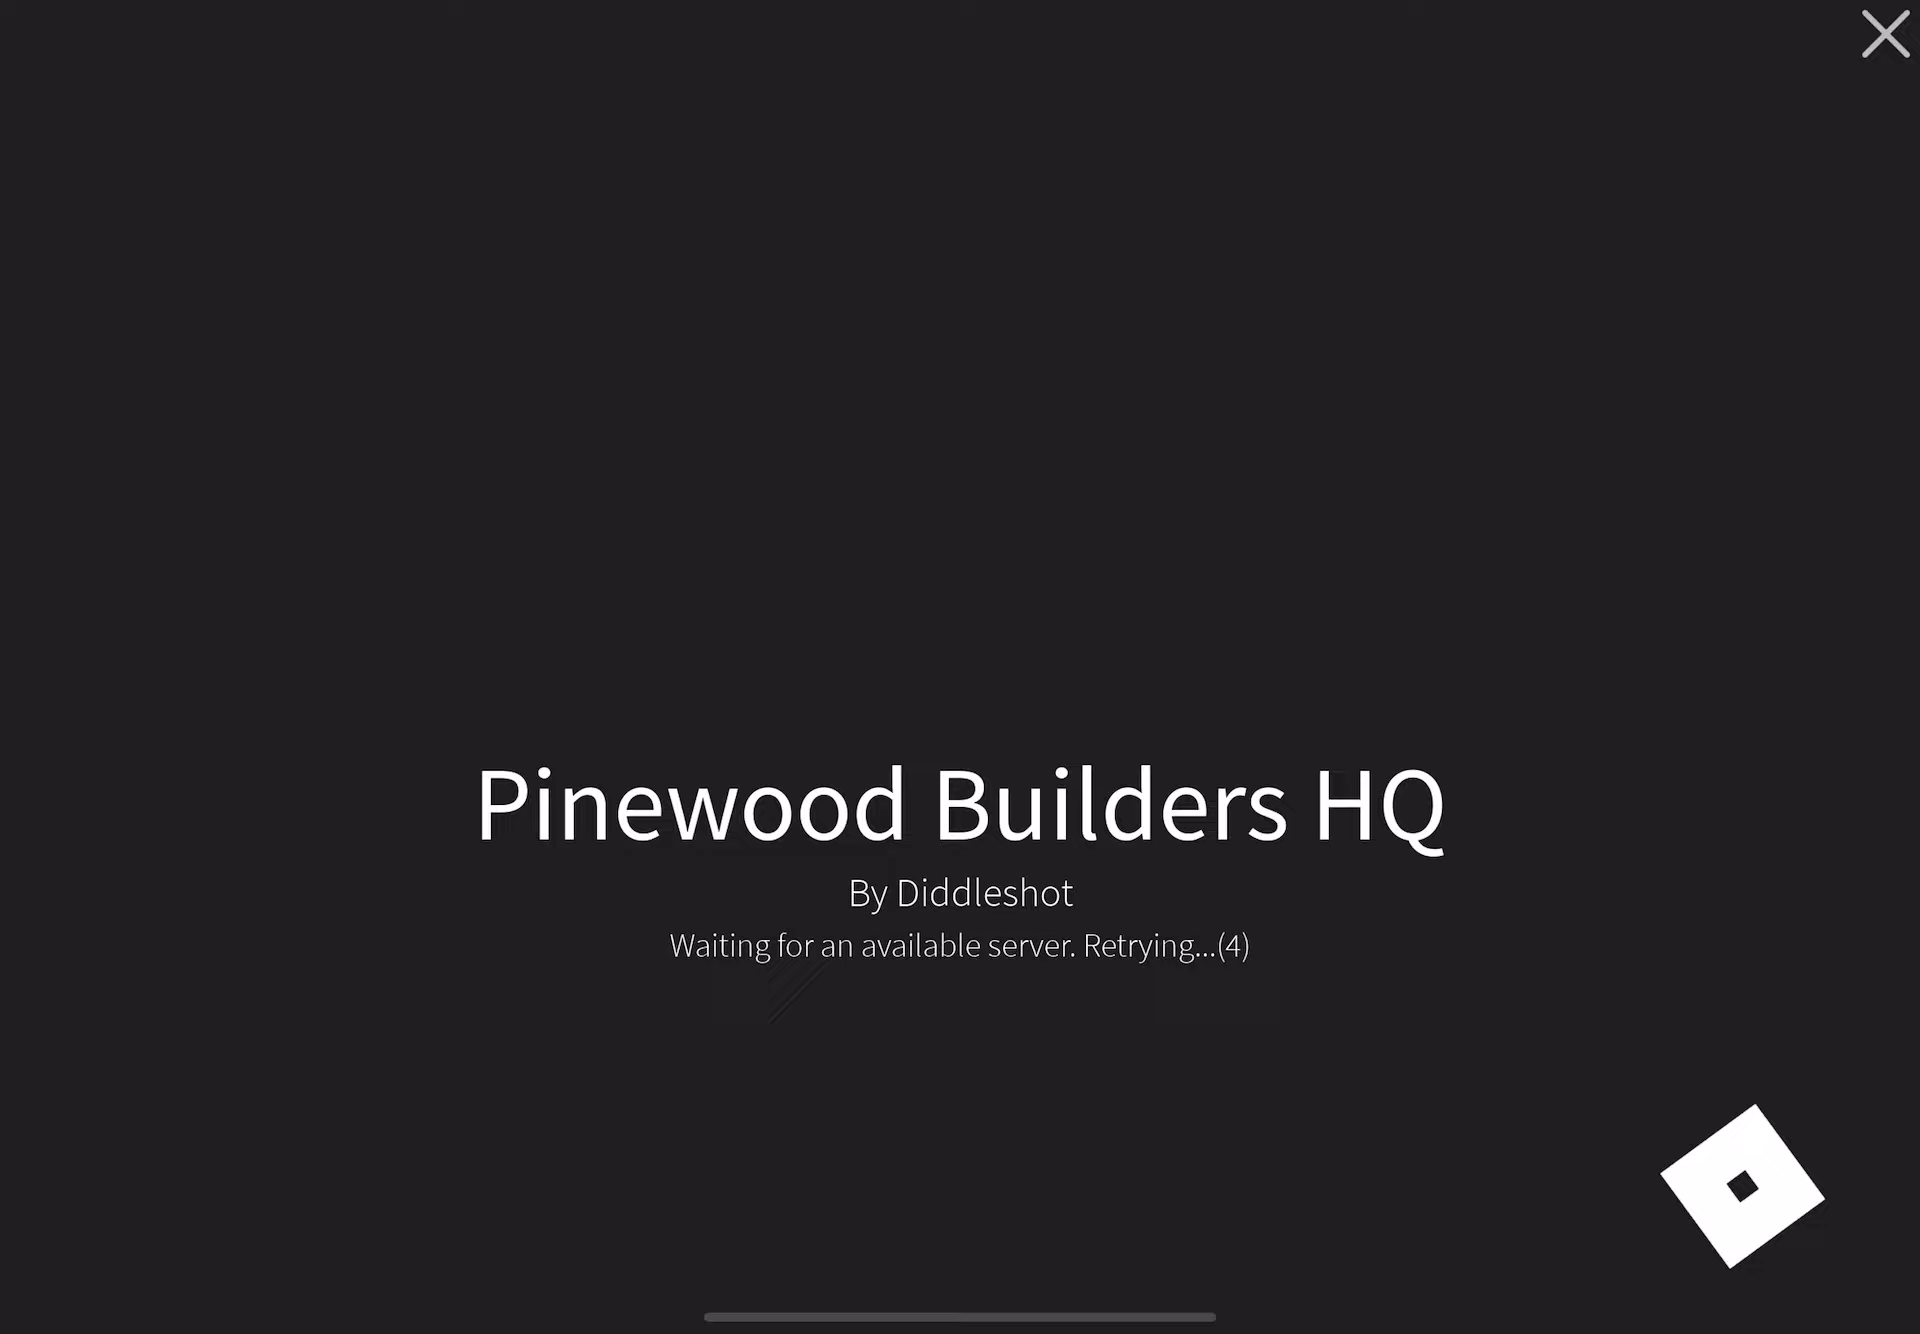 Pinewood Builders HQ
By Diddleshot
Waiting for an available server. Retrying...(4)